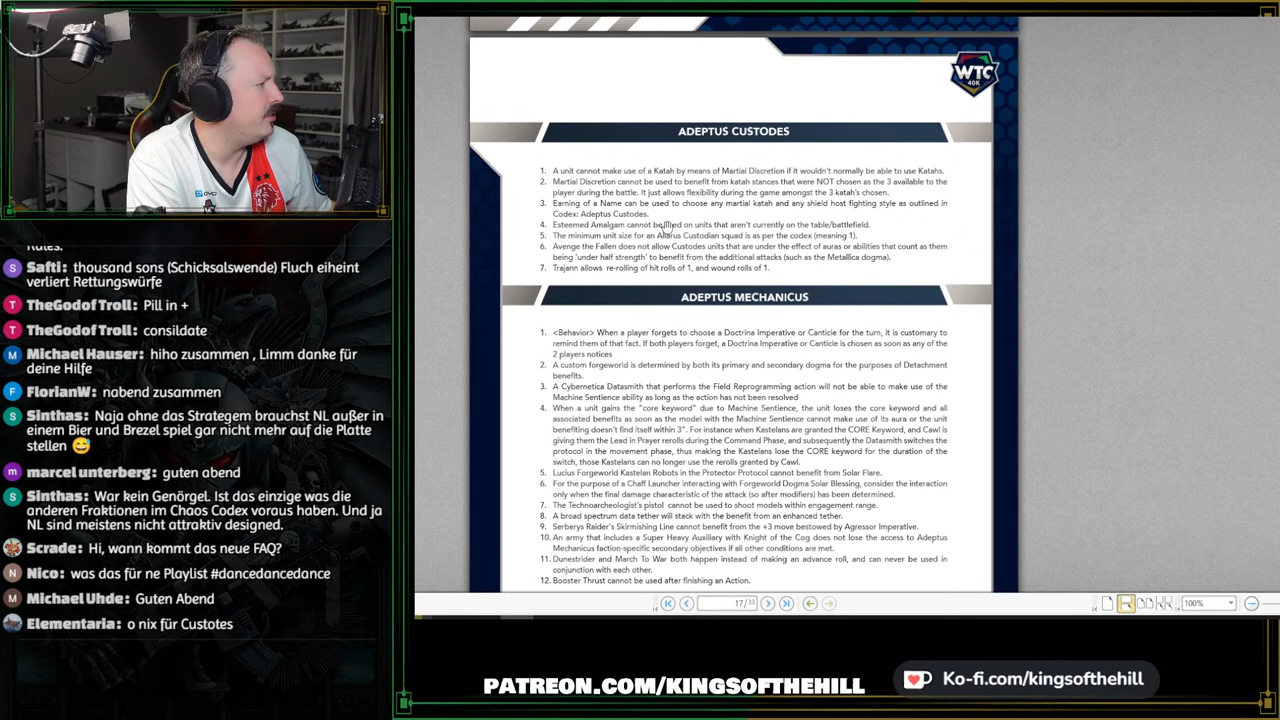 WTC
40K
ADEPTUS CUSTODES
1. A unit cannot make use of a Katah by means of Martial Discretion if it wouldn't normally be able to use Katahs.
2. Martial Discretion cannot be used to benefit from katah stances that were NOT chosen as the 3 available to the
player during the battle. It just allows flexibility during the game amongst the 3 katah's chosen.
3. Earning of a Name can be used to choose any martial katah and any shield host fighting style as outlined in
Codex: Adeptus Custodes.
4. Esteemed Amalgam cannot be used on units that aren't currently on the table/battlefield.
5. The minimum unit size for an Allarus Custodian squad is as per the codex (meaning 1).
6. Avenge the Fallen does not allow Custodes units that are under the effect of auras or abilities that count as them
being 'under half strength' to benefit from the additional attacks (such as the Metallica dogma).
7. Trajann allows re-rolling of hit rolls of 1, and wound rolls of 1.
ADEPTUS MECHANICUS
1. <Behavior> When a player forgets to choose a Doctrina Imperative or Canticle for the turn, it is customary to
remind them of that fact. If both players forget, a Doctrina Imperative or Canticle is chosen as soon as any of the
2 players notices
2. A custom forgeworld is determined by both its primary and secondary dogma for the purposes of Detachment
benefits.
3. A Cybernetica Datasmith that performs the Field Reprogramming action will not be able to make use of the
Machine Sentience ability as long as the action has not been resolved
4. When a unit gains the "core keyword" due to Machine Sentience, the unit loses the core keyword and all
associated benefits as soon as the model with the Machine Sentience cannot make use of its aura or the unit
benefiting doesn't find itself within 3". For instance when Kastelans are granted the CORE Keyword, and Cawl is
giving them the Lead in Prayer rerolls during the Command Phase, and subsequently the Datasmith switches the
protocol in the movement phase, thus making the Kastelans lose the CORE keyword for the duration of the
switch, those Kastelans can no longer use the rerolls granted by Cawl.
5. Lucius Forgeworld Kastelan Robots in the Protector Protocol cannot benefit from Solar Flare.
6. For the purpose of a Chaff Launcher interacting with Forgeworld Dogma Solar Blessing, consider the interaction
only when the final damage characteristic of the attack (so after modifiers) has been determined.
7. The Technoarcheologist's pistol cannot be used to shoot models within engagement range.
8. A broad spectrum data tether will stack with the benefit from an enhanced tether.
9. Serberys Raider's Skirmishing Line cannot benefit from the +3 move bestowed by Agressor Imperative.
10. An army that includes a Super Heavy Auxiliary with Knight of the Cog does not lose the access to Adeptus
Mechanicus faction-specific secondary objectives if all other conditions are met.
11. Dunestrider and March To War both happen instead of making an advance roll, and can never be used in
conjunction with each other.
12. Booster Thrust cannot be used after finishing an Action.
17 / 33
100%
Rules.
S Safti: thousand sons (Schicksalswende) Fluch eiheint
verliert Rettungswürfe
T TheGodofTroll: Pill in +
T TheGodofTroll: consildate
M Michael Hauser: hiho zusammen , Limm danke für
deine Hilfe
F FlorianW: nabend zusammen
S Sinthas: Naja ohne das Strategem brauchst NL außer in
einem Bier und Brezel spiel gar nicht mehr auf die Platte
stellen
m marcel unterberg: guten abend
S Sinthas: War kein Genörgel. Ist das einzige was die
anderen Fraktionen im Chaos Codex voraus haben. Und ja
NL sind meistens nicht attraktiv designed.
Scrade: Hi, wann kommt das neue FAQ?
N Nico: was das für ne Playlist #dancedancedance
M Michael Uhde: Guten Abend
Elementaria: o nix für Custotes
PATREON.COM/KINGSOFTHEHILL
Ko-fi.com/kingsofthehill